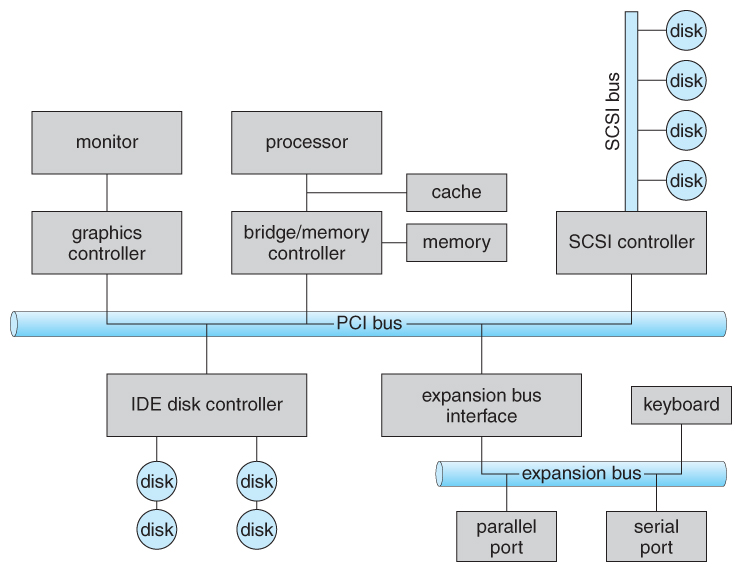 disk
disk
disk
disk
SCSI bus
monitor
processor
cache
graphics
controller
bridge/memory
controller
memory
SCSI controller
PCI bus
IDE disk controller
expansion bus
interface
keyboard
disk
disk
disk
disk
expansion bus
parallel
port
serial
port